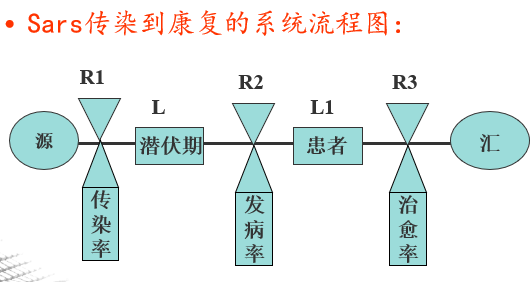 • Sars传染到康复的系统流程图：
R1 R2 R3
L L1
源 潜伏期 患者 汇
传染率 发病率 治愈率